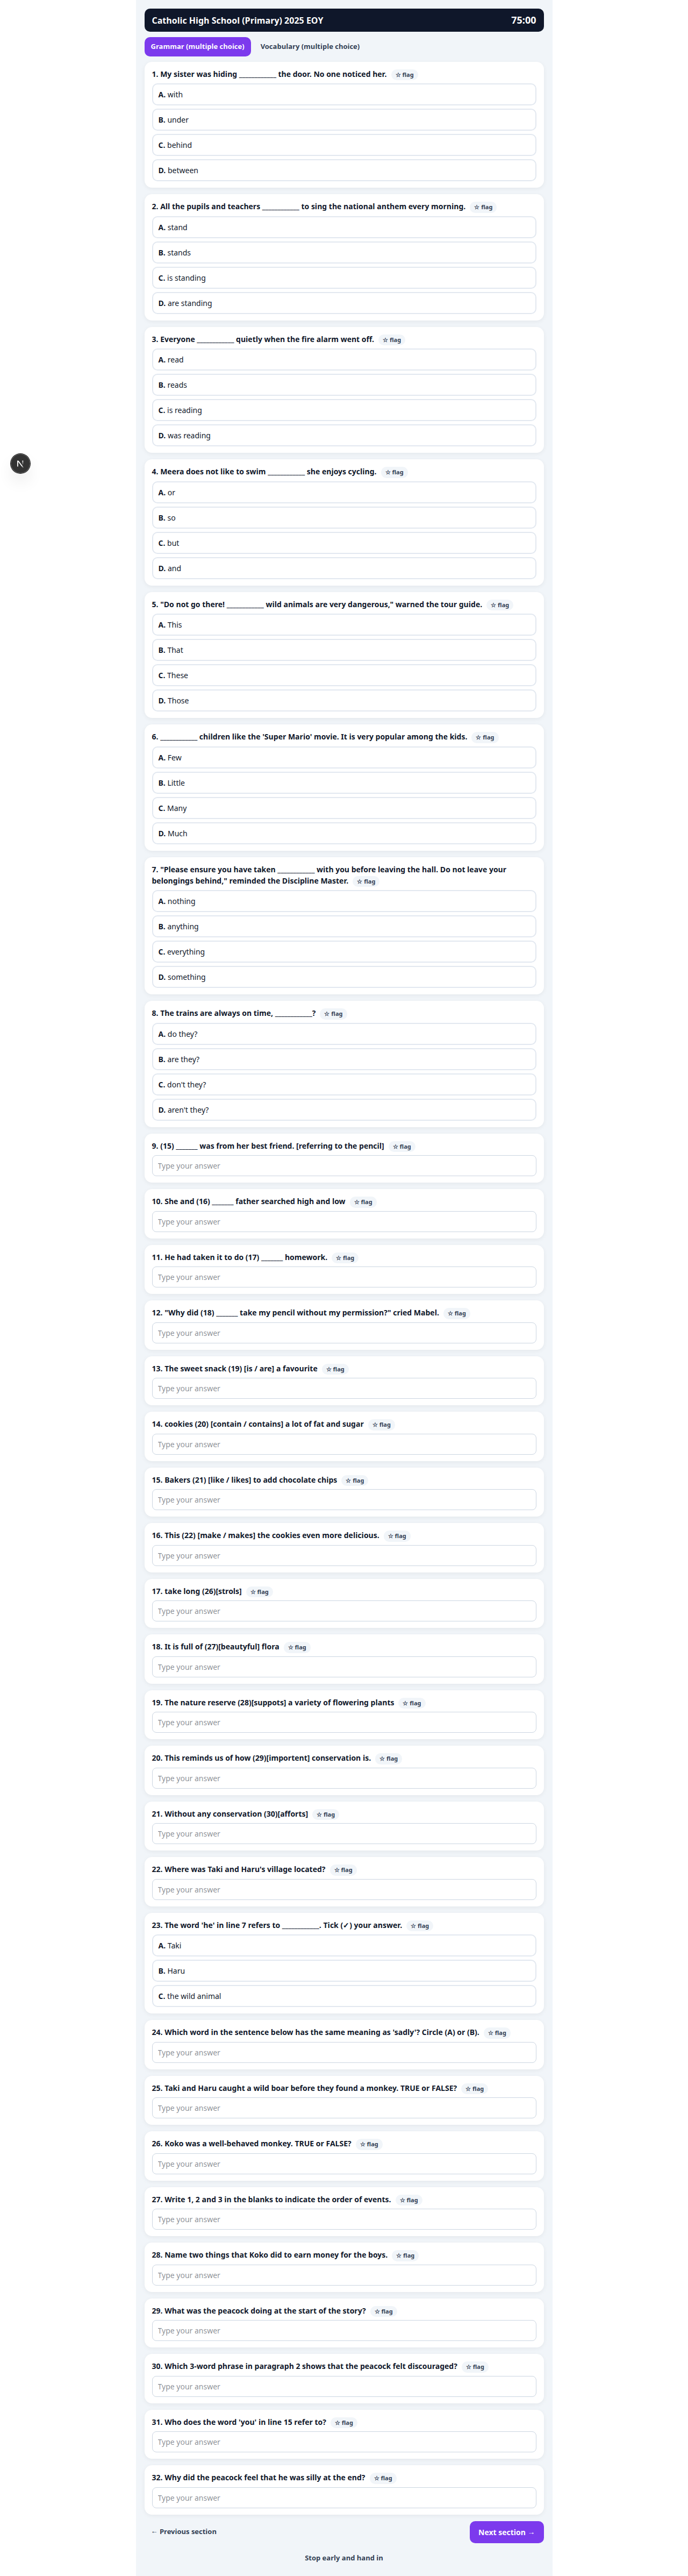 Catholic High School (Primary) 2025 EOY 75:00
Grammar (multiple choice) Vocabulary (multiple choice)
1. My sister was hiding __________ the door. No one noticed her. ☆ flag
A. with
B. under
C. behind
D. between
2. All the pupils and teachers __________ to sing the national anthem every morning. ☆ flag
A. stand
B. stands
C. is standing
D. are standing
3. Everyone __________ quietly when the fire alarm went off. ☆ flag
A. read
B. reads
C. is reading
D. was reading
4. Meera does not like to swim __________ she enjoys cycling. ☆ flag
A. or
B. so
C. but
D. and
5. "Do not go there! __________ wild animals are very dangerous," warned the tour guide. ☆ flag
A. This
B. That
C. These
D. Those
6. __________ children like the 'Super Mario' movie. It is very popular among the kids. ☆ flag
A. Few
B. Little
C. Many
D. Much
7. "Please ensure you have taken __________ with you before leaving the hall. Do not leave your
belongings behind," reminded the Discipline Master. ☆ flag
A. nothing
B. anything
C. everything
D. something
8. The trains are always on time, __________? ☆ flag
A. do they?
B. are they?
C. don't they?
D. aren't they?
9. (15) ______ was from her best friend. [referring to the pencil] ☆ flag
Type your answer
10. She and (16) ______ father searched high and low ☆ flag
Type your answer
11. He had taken it to do (17) ______ homework. ☆ flag
Type your answer
12. "Why did (18) ______ take my pencil without my permission?" cried Mabel. ☆ flag
Type your answer
13. The sweet snack (19) [is / are] a favourite ☆ flag
Type your answer
14. cookies (20) [contain / contains] a lot of fat and sugar ☆ flag
Type your answer
15. Bakers (21) [like / likes] to add chocolate chips ☆ flag
Type your answer
16. This (22) [make / makes] the cookies even more delicious. ☆ flag
Type your answer
17. take long (26)[strols] ☆ flag
Type your answer
18. It is full of (27)[beautyful] flora ☆ flag
Type your answer
19. The nature reserve (28)[suppots] a variety of flowering plants ☆ flag
Type your answer
20. This reminds us of how (29)[importent] conservation is. ☆ flag
Type your answer
21. Without any conservation (30)[afforts] ☆ flag
Type your answer
22. Where was Taki and Haru's village located? ☆ flag
Type your answer
23. The word 'he' in line 7 refers to __________. Tick (✓) your answer. ☆ flag
A. Taki
B. Haru
C. the wild animal
24. Which word in the sentence below has the same meaning as 'sadly'? Circle (A) or (B). ☆ flag
Type your answer
25. Taki and Haru caught a wild boar before they found a monkey. TRUE or FALSE? ☆ flag
Type your answer
26. Koko was a well-behaved monkey. TRUE or FALSE? ☆ flag
Type your answer
27. Write 1, 2 and 3 in the blanks to indicate the order of events. ☆ flag
Type your answer
28. Name two things that Koko did to earn money for the boys. ☆ flag
Type your answer
29. What was the peacock doing at the start of the story? ☆ flag
Type your answer
30. Which 3-word phrase in paragraph 2 shows that the peacock felt discouraged? ☆ flag
Type your answer
31. Who does the word 'you' in line 15 refer to? ☆ flag
Type your answer
32. Why did the peacock feel that he was silly at the end? ☆ flag
Type your answer
← Previous section Next section →
Stop early and hand in